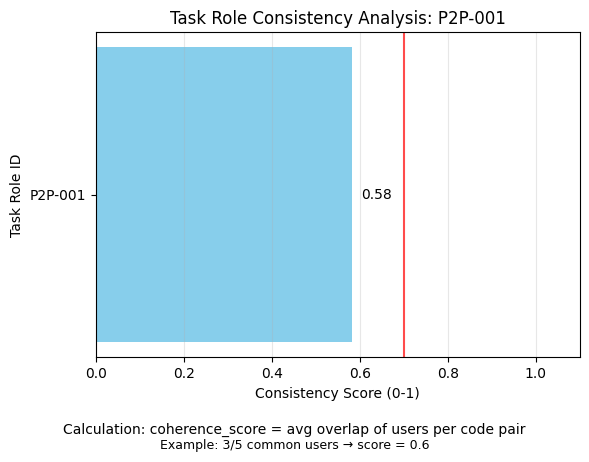 Task Role Consistency Analysis: P2P-001
Task Role ID
P2P-001
0.58
0.0 0.2 0.4 0.6 0.8 1.0
Consistency Score (0-1)
Calculation: coherence_score = avg overlap of users per code pair
Example: 3/5 common users → score = 0.6